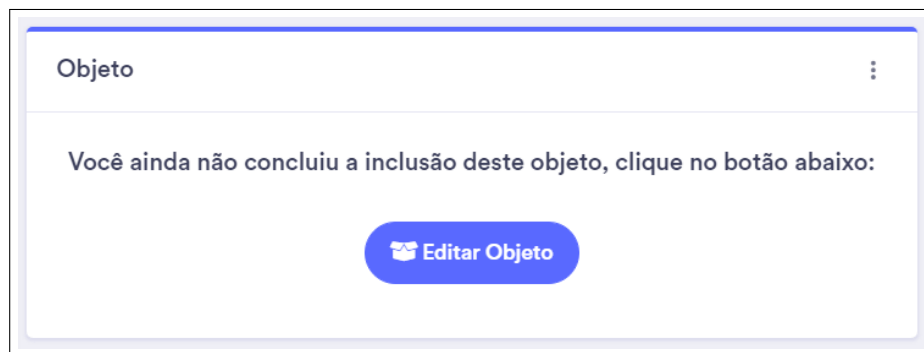 Objeto
Você ainda não concluiu a inclusão deste objeto, clique no botão abaixo:
Editar Objeto